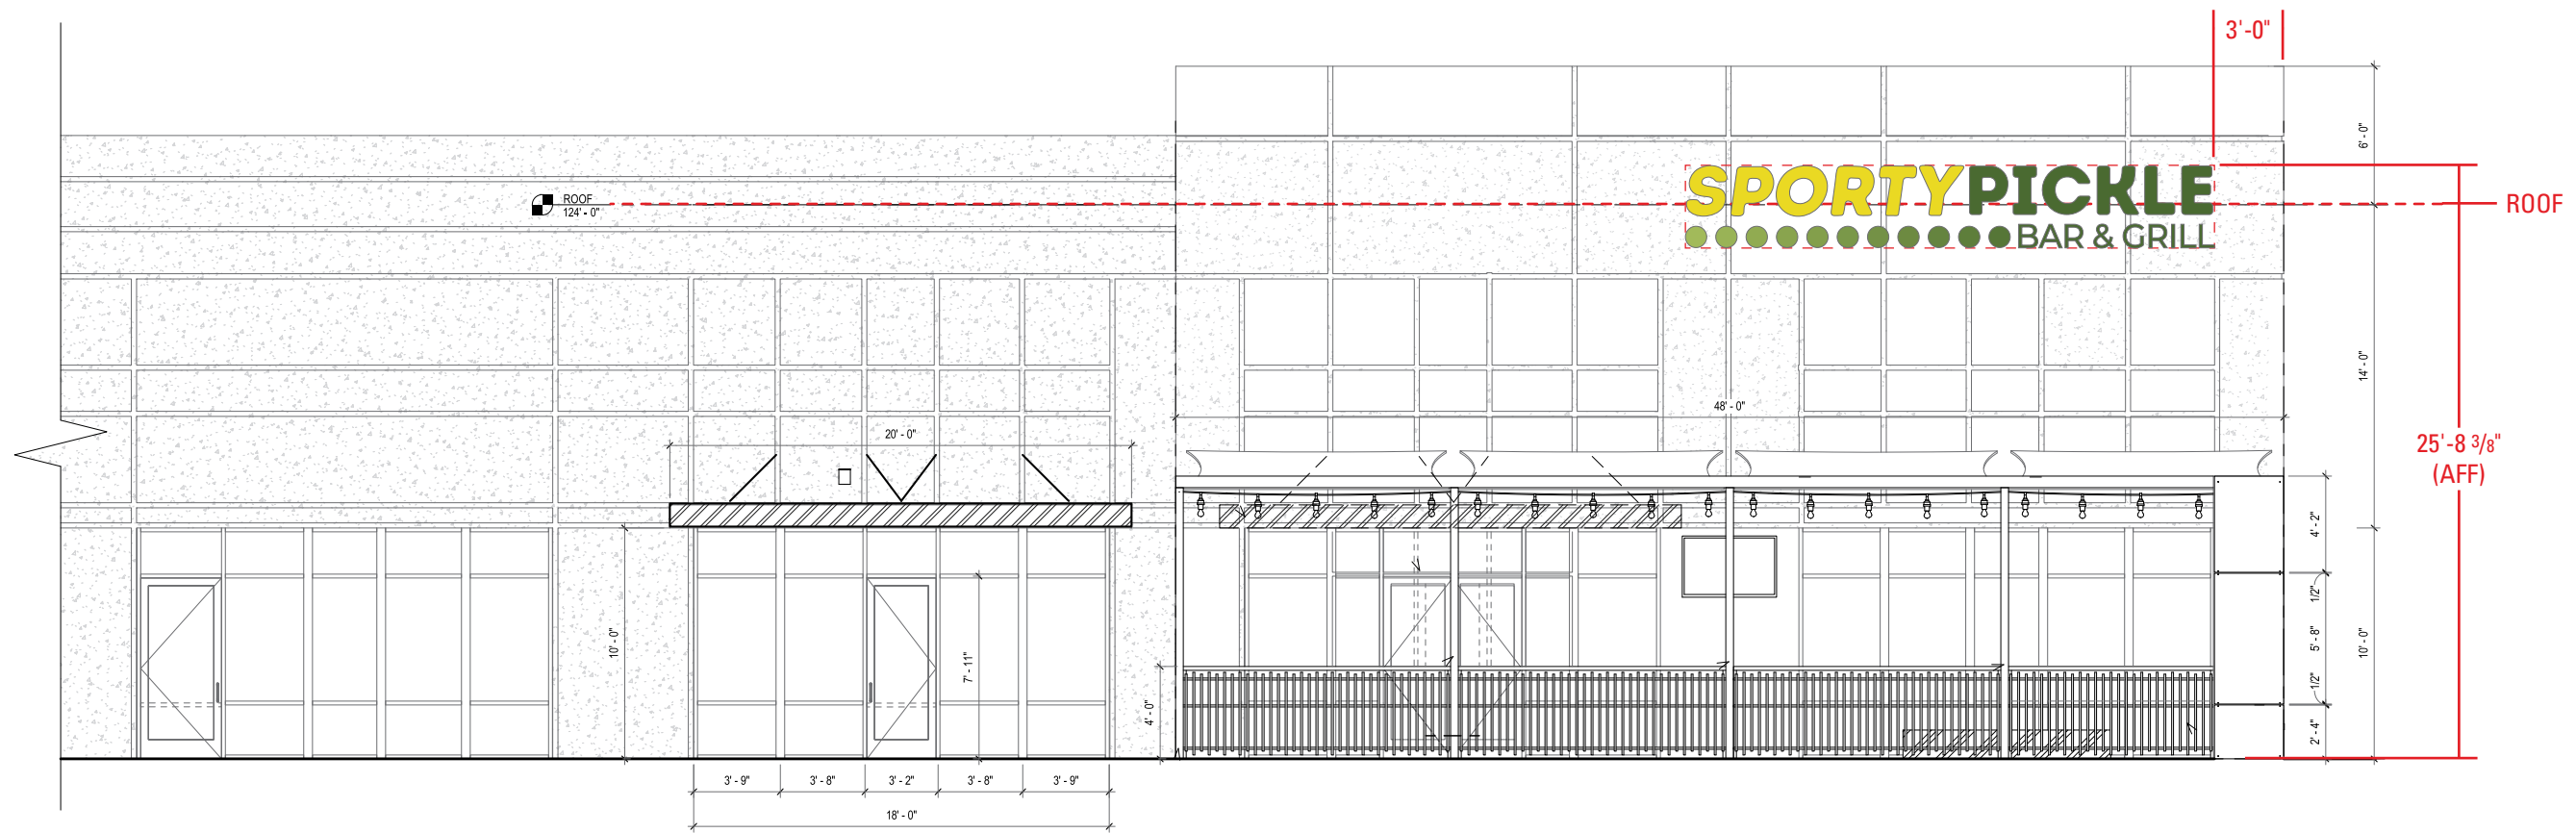 3'-0"
6' - 0"
SPORTYPICKLE
BAR & GRILL
ROOF
124' - 0"
ROOF
14' - 0"
48' - 0"
20' - 0"
25'-8 3/8"
(AFF)
4' - 2"
1/2"
5' - 8"
1/2"
2' - 4"
10' - 0"
10' - 0"
7' - 11"
4' - 0"
3' - 9"
3' - 8"
3' - 2"
3' - 8"
3' - 9"
18' - 0"